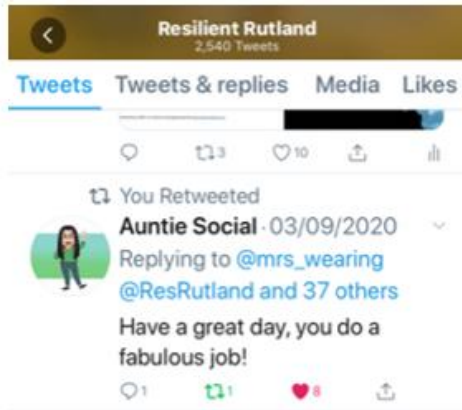 Resilient Rutland
2,540 Tweets
Tweets Tweets & replies Media Likes
3 10
You Retweeted
Auntie Social · 03/09/2020
Replying to @mrs_wearing
@ResRutland and 37 others
Have a great day, you do a
fabulous job!
1 1 8